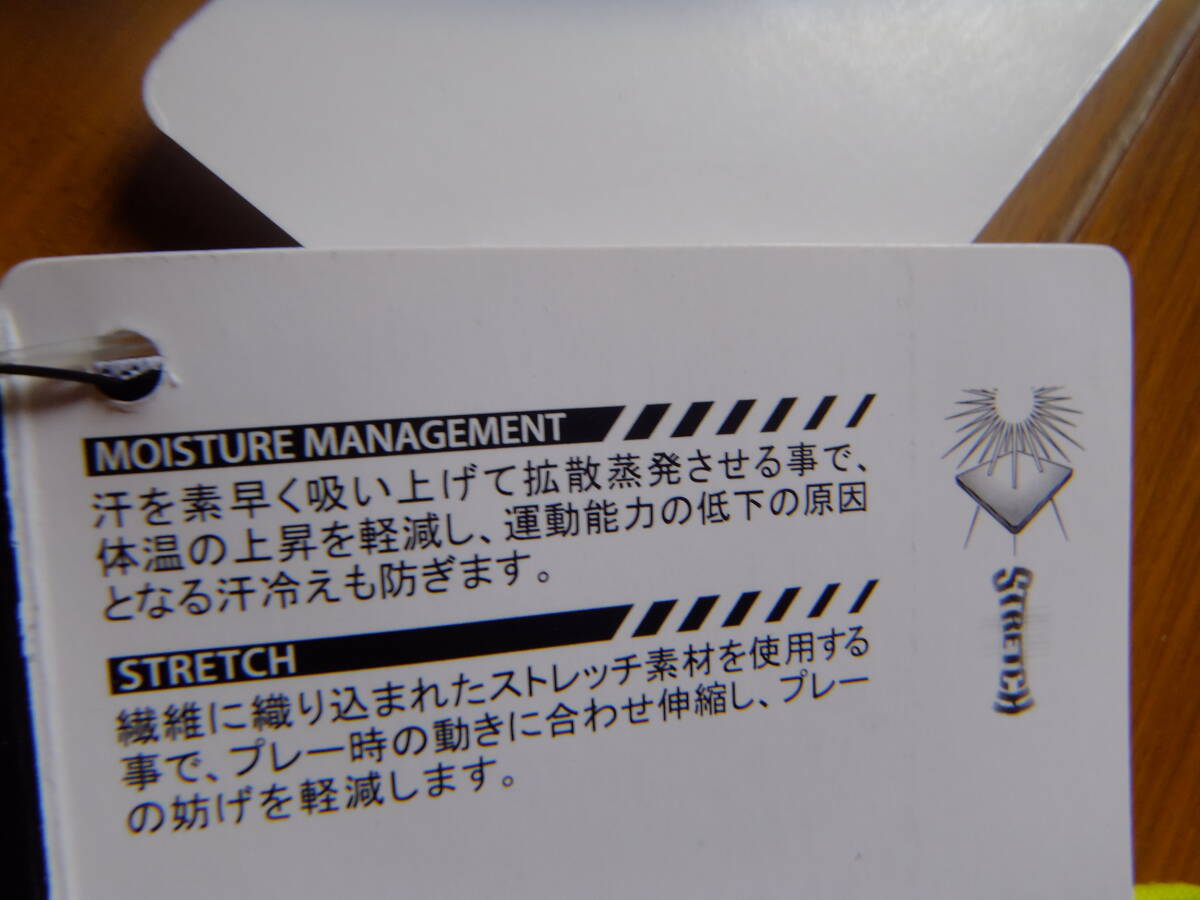 MOISTURE MANAGEMENT
汗を素早く吸い上げて拡散蒸発させる事で、
体温の上昇を軽減し、運動能力の低下の原因
となる汗冷えも防ぎます。
STRETCH
繊維に織り込まれたストレッチ素材を使用する
事で、プレー時の動きに合わせ伸縮し、プレー
の妨げを軽減します。
STRETCH